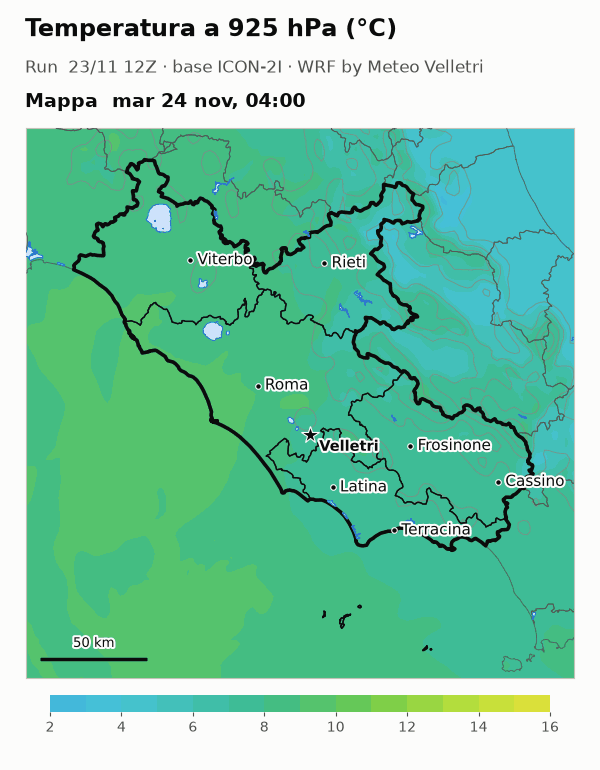 Temperatura a 925 hPa (°C)
Run  23/11 12Z · base ICON-2I · WRF by Meteo Velletri
Mappa  mar 24 nov, 04:00
Viterbo
Rieti
Roma
Velletri
Frosinone
Latina
Cassino
Terracina
50 km
2 4 6 8 10 12 14 16